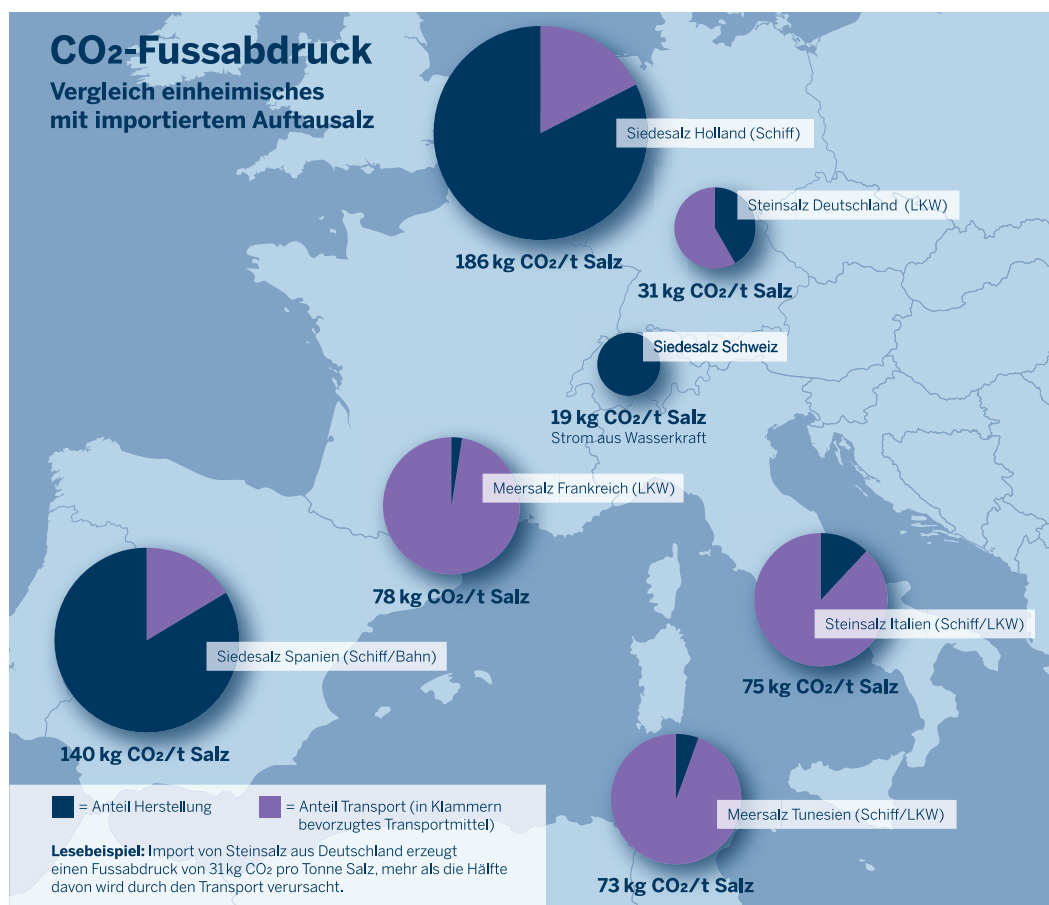 CO₂-Fussabdruck
Vergleich einheimisches
mit importiertem Auftausalz
Siedesalz Holland (Schiff)
186 kg CO₂/t Salz
Steinsalz Deutschland (LKW)
31 kg CO₂/t Salz
Siedesalz Schweiz
19 kg CO₂/t Salz
Strom aus Wasserkraft
Meersalz Frankreich (LKW)
78 kg CO₂/t Salz
Steinsalz Italien (Schiff/LKW)
75 kg CO₂/t Salz
Siedesalz Spanien (Schiff/Bahn)
140 kg CO₂/t Salz
Meersalz Tunesien (Schiff/LKW)
73 kg CO₂/t Salz
= Anteil Herstellung
= Anteil Transport (in Klammern
bevorzugtes Transportmittel)
Lesebeispiel: Import von Steinsalz aus Deutschland erzeugt
einen Fussabdruck von 31 kg CO₂ pro Tonne Salz, mehr als die Hälfte
davon wird durch den Transport verursacht.